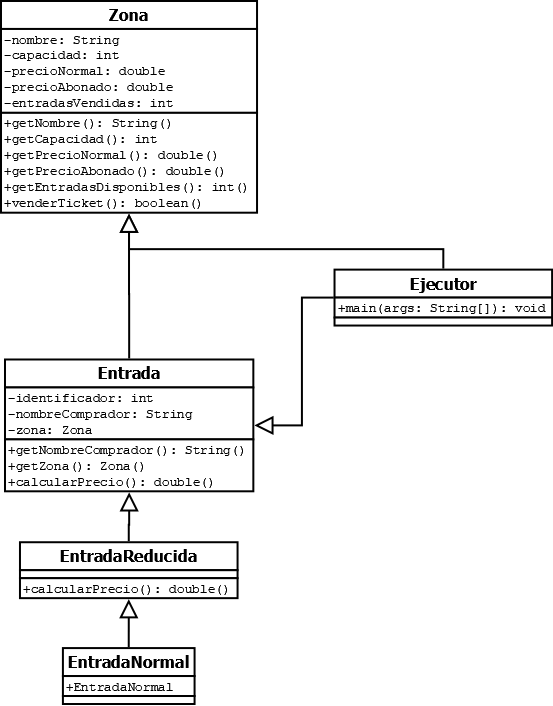 Zona
-nombre: String
-capacidad: int
-precioNormal: double
-precioAbonado: double
-entradasVendidas: int
+getNombre(): String()
+getCapacidad(): int
+getPrecioNormal(): double()
+getPrecioAbonado(): double()
+getEntradasDisponibles(): int()
+venderTicket(): boolean()
Ejecutor
+main(args: String[]): void
Entrada
-identificador: int
-nombreComprador: String
-zona: Zona
+getNombreComprador(): String()
+getZona(): Zona()
+calcularPrecio(): double()
EntradaReducida
+calcularPrecio(): double()
EntradaNormal
+EntradaNormal